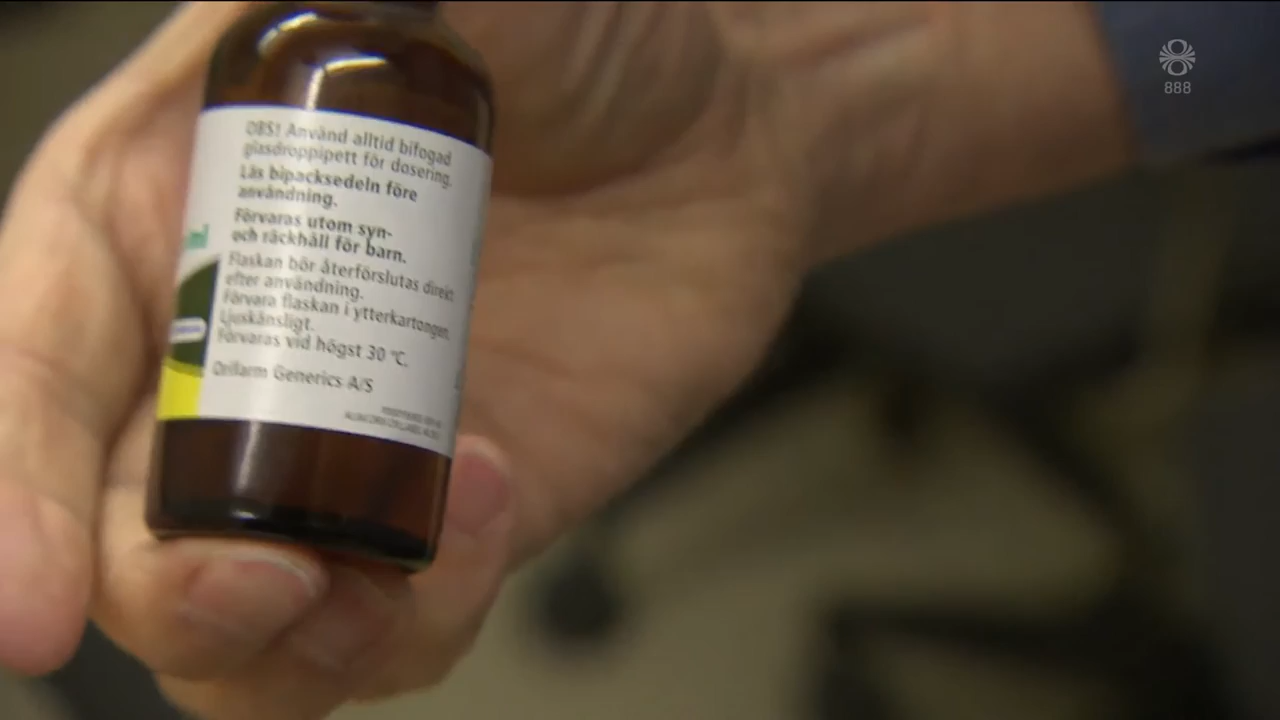 888
OBS! Använd alltid bifogad
glasdroppipett för dosering.
Läs bipacksedeln före
användning.
Förvaras utom syn-
och räckhåll för barn.
Flaskan bör återförslutas direkt
efter användning.
Förvara flaskan i ytterkartongen.
Ljuskänsligt.
Förvaras vid högst 30 °C.
Orifarm Generics A/S
ml